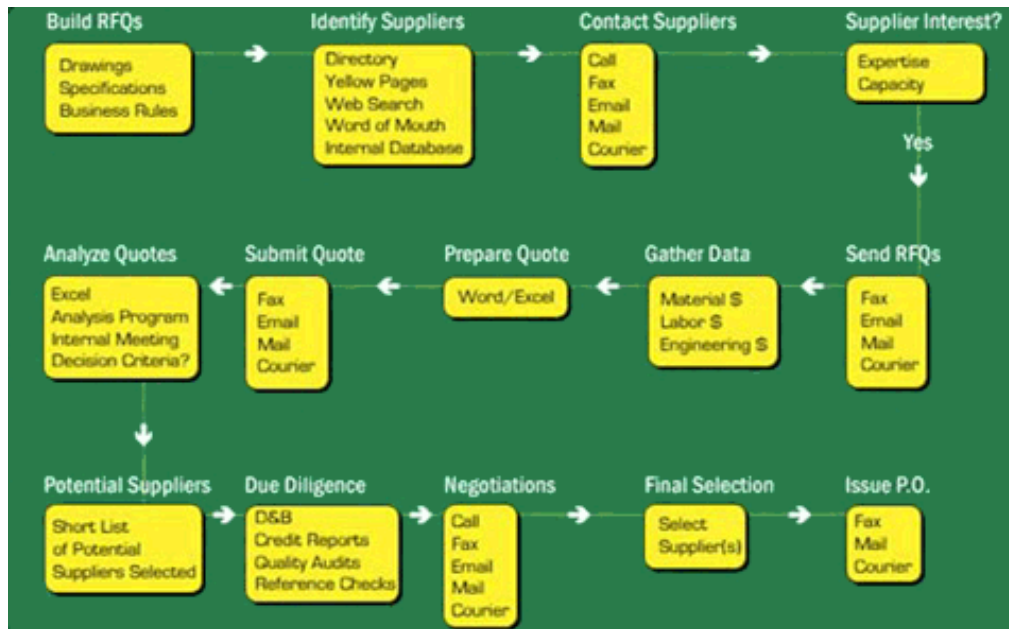 Build RFQs
Drawings
Specifications
Business Rules
Identify Suppliers
Directory
Yellow Pages
Web Search
Word of Mouth
Internal Database
Contact Suppliers
Call
Fax
Email
Mail
Courier
Supplier Interest?
Expertise
Capacity
Yes
Send RFQs
Fax
Email
Mail
Courier
Gather Data
Material $
Labor $
Engineering $
Prepare Quote
Word/Excel
Submit Quote
Fax
Email
Mail
Courier
Analyze Quotes
Excel
Analysis Program
Internal Meeting
Decision Criteria?
Potential Suppliers
Short List
of Potential
Suppliers Selected
Due Diligence
D&B
Credit Reports
Quality Audits
Reference Checks
Negotiations
Call
Fax
Email
Mail
Courier
Final Selection
Select
Supplier(s)
Issue P.O.
Fax
Mail
Courier